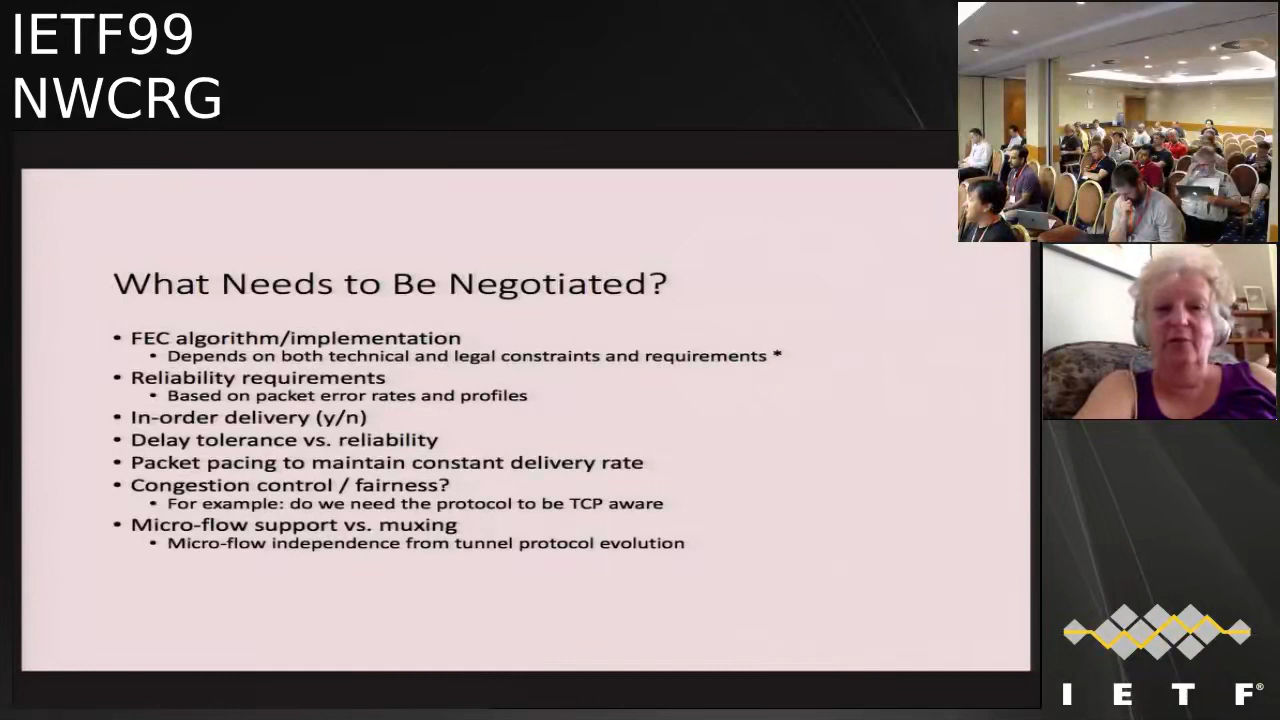 IETF99
NWCRG
What Needs to Be Negotiated?
• FEC algorithm/implementation
• Depends on both technical and legal constraints and requirements *
• Reliability requirements
• Based on packet error rates and profiles
• In-order delivery (y/n)
• Delay tolerance vs. reliability
• Packet pacing to maintain constant delivery rate
• Congestion control / fairness?
• For example: do we need the protocol to be TCP aware
• Micro-flow support vs. muxing
• Micro-flow independence from tunnel protocol evolution
I E T F®